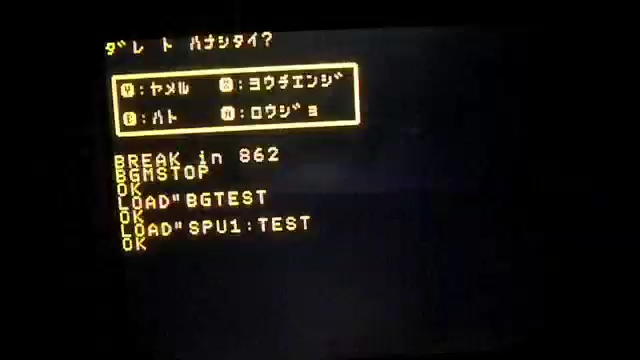 ダレ ト ハナシタイ?
Y:ヤメル X:ヨウチエンジ
B:ハト A:ロウジョ
BREAK in 862
BGMSTOP
OK
LOAD"BGTEST
OK
LOAD"SPU1:TEST
OK